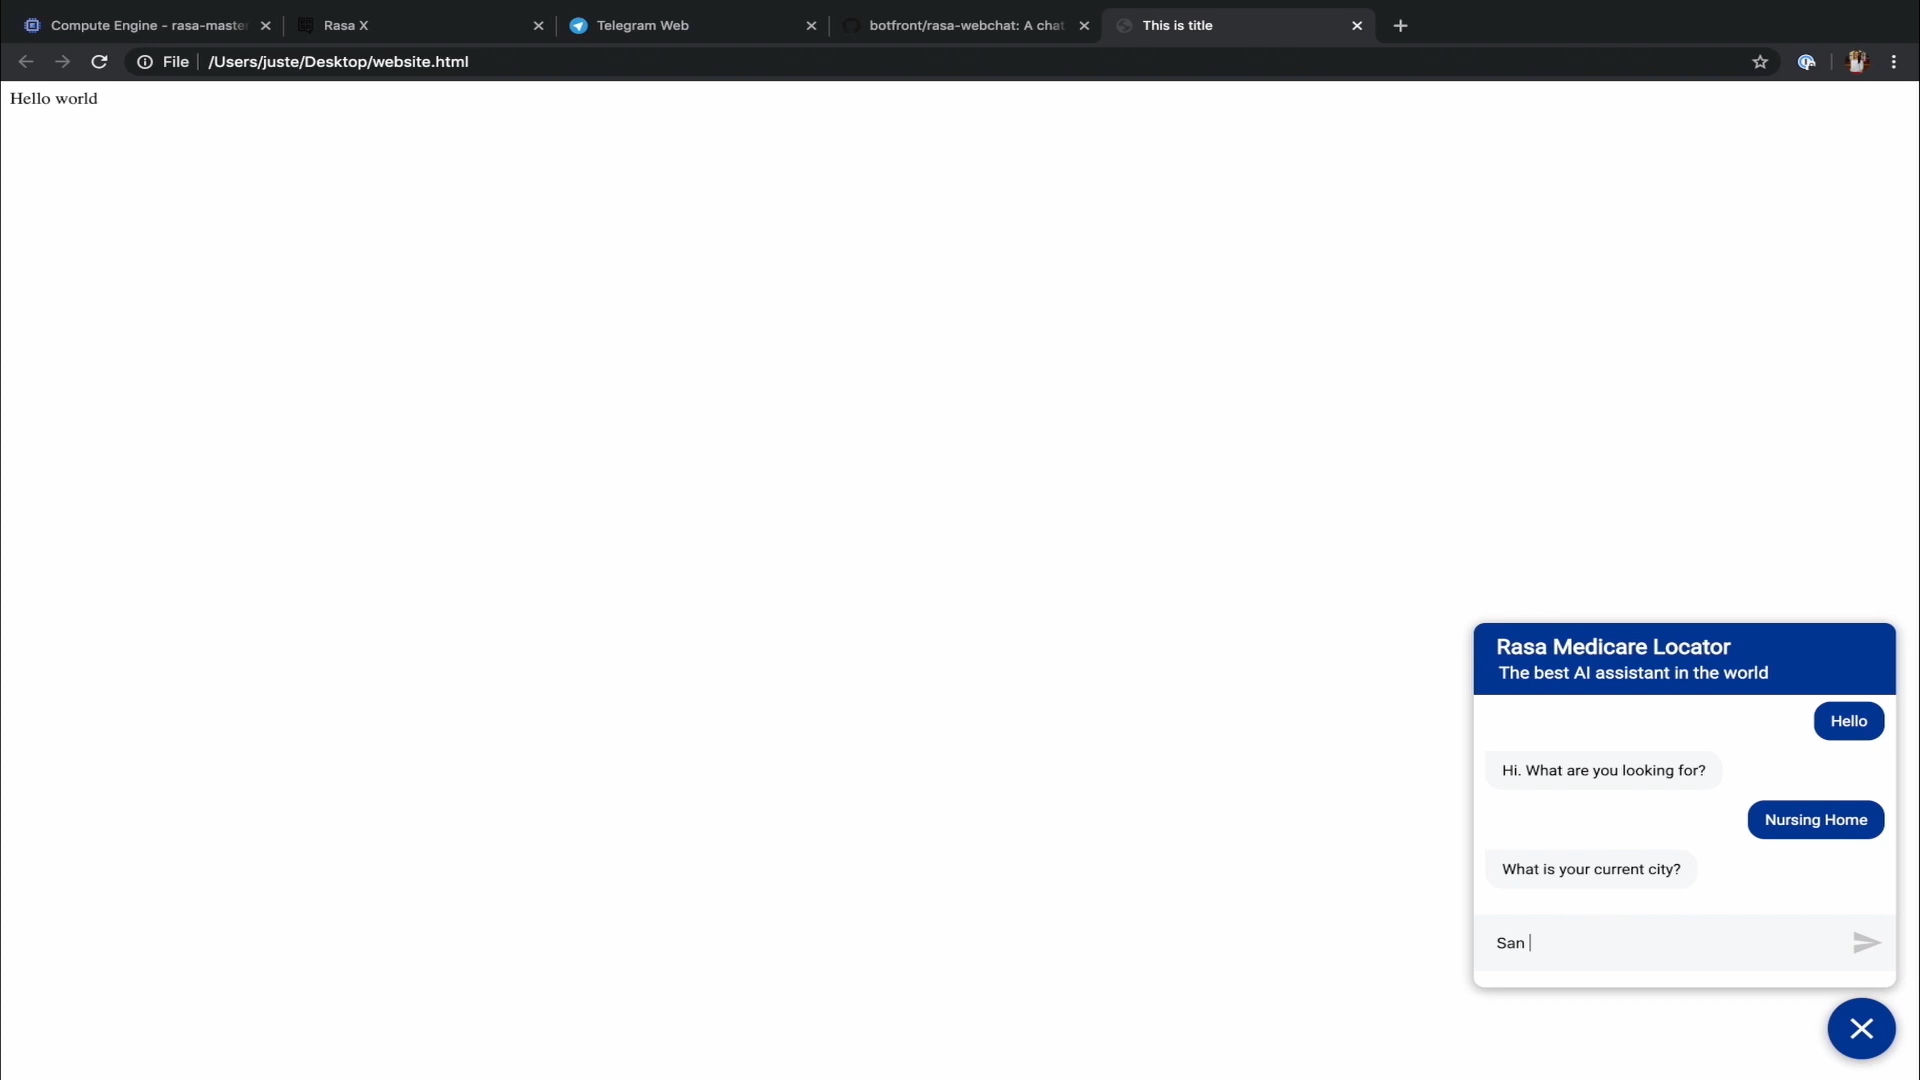 Compute Engine - rasa-maste
Rasa X
Telegram Web
botfront/rasa-webchat: A chat
This is title
File
/Users/juste/Desktop/website.html
Hello world
Rasa Medicare Locator
The best AI assistant in the world
Hello
Hi. What are you looking for?
Nursing Home
What is your current city?
San